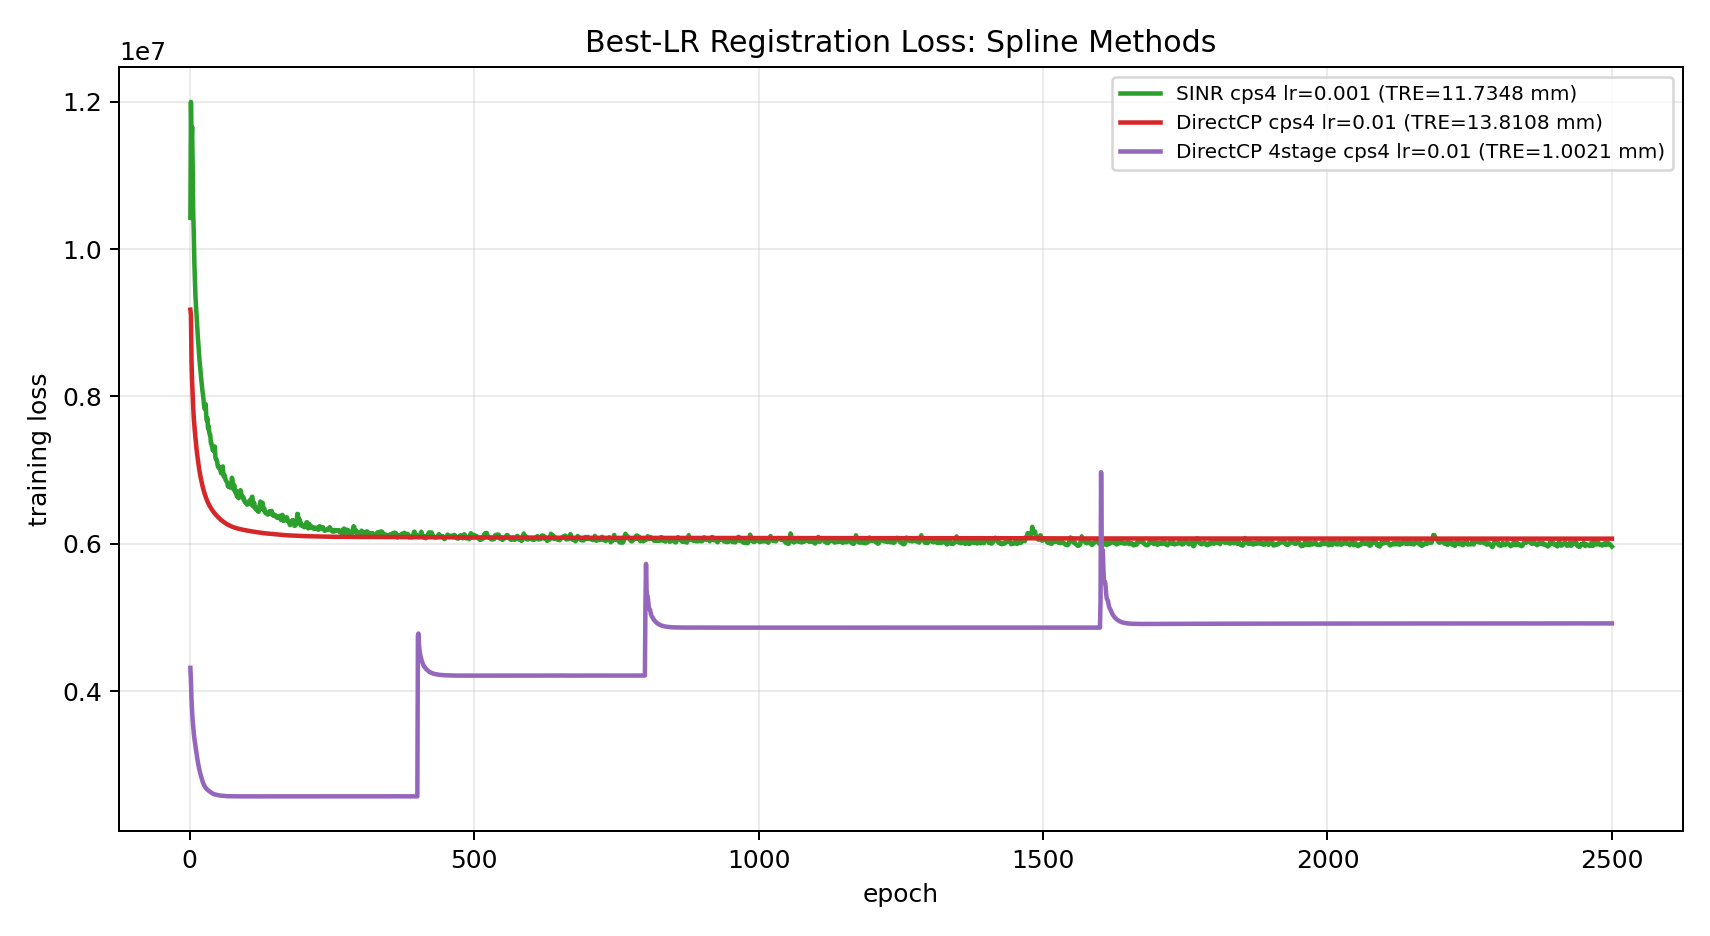 Best-LR Registration Loss: Spline Methods
1e7
SINR cps4 lr=0.001 (TRE=11.7348 mm)
DirectCP cps4 lr=0.01 (TRE=13.8108 mm)
DirectCP 4stage cps4 lr=0.01 (TRE=1.0021 mm)
1.2
1.0
0.8
0.6
0.4
training loss
0 500 1000 1500 2000 2500
epoch